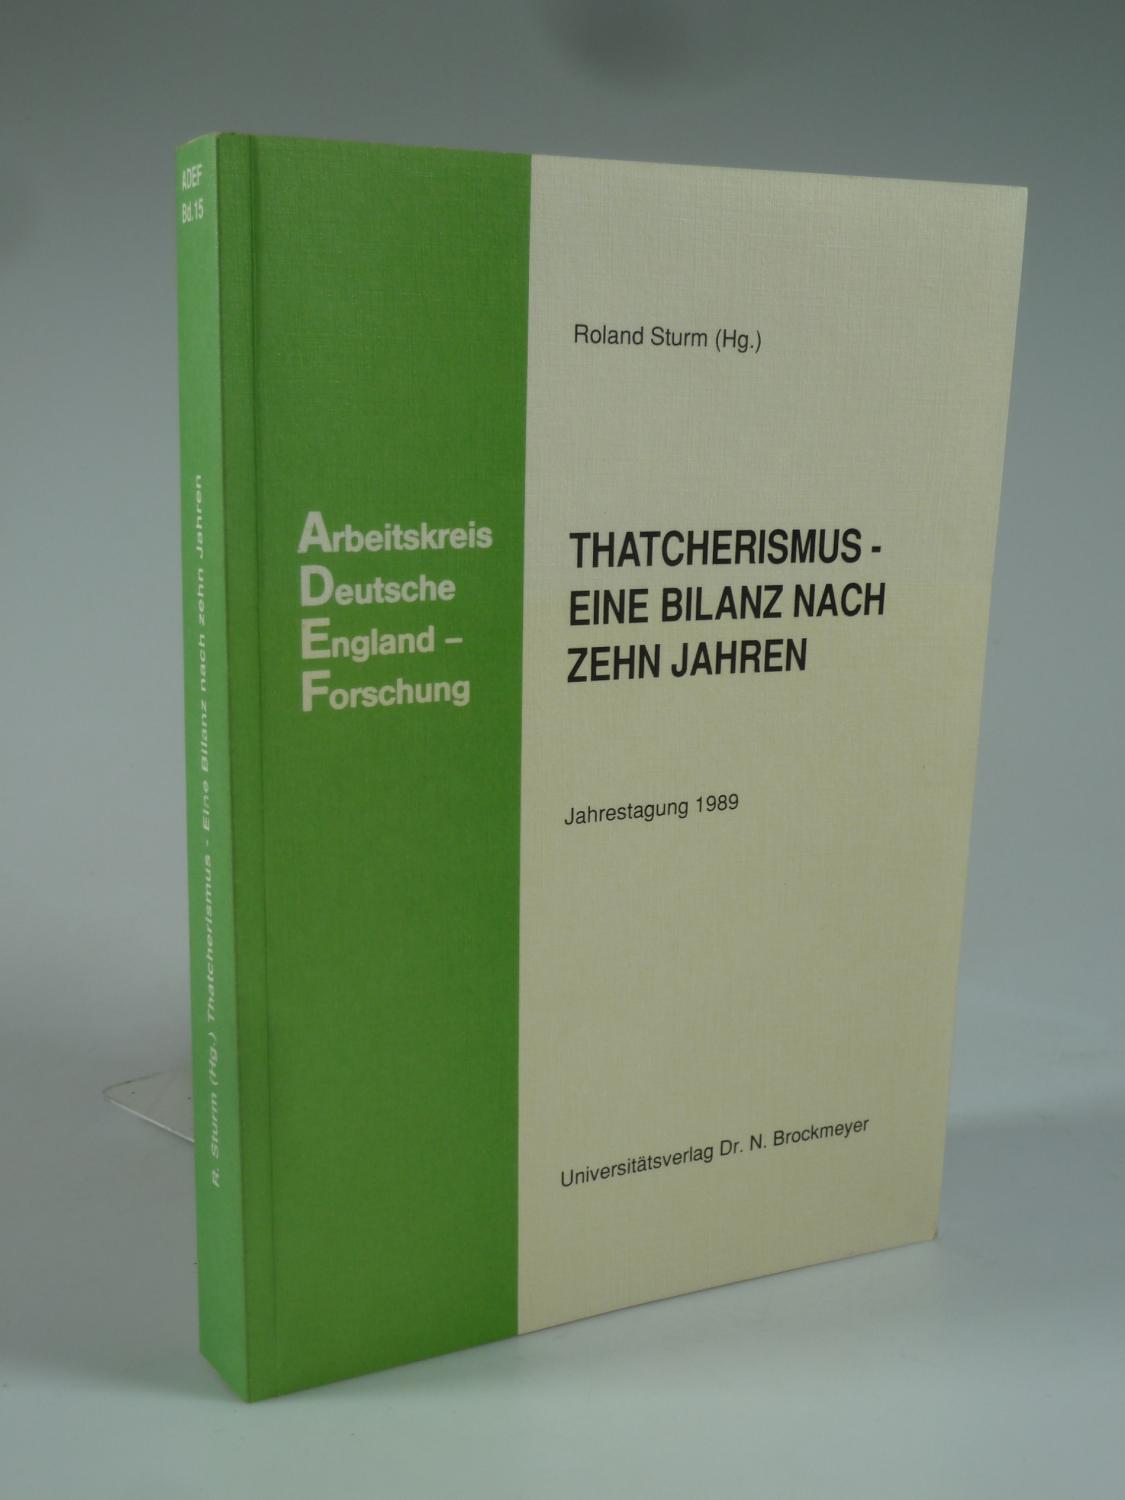 ADEF
Bd.15
R. Sturm (Hg.) Thatcherismus - Eine Bilanz nach zehn Jahren
Arbeitskreis
Deutsche
England –
Forschung
Roland Sturm (Hg.)
THATCHERISMUS -
EINE BILANZ NACH
ZEHN JAHREN
Jahrestagung 1989
Universitätsverlag Dr. N. Brockmeyer